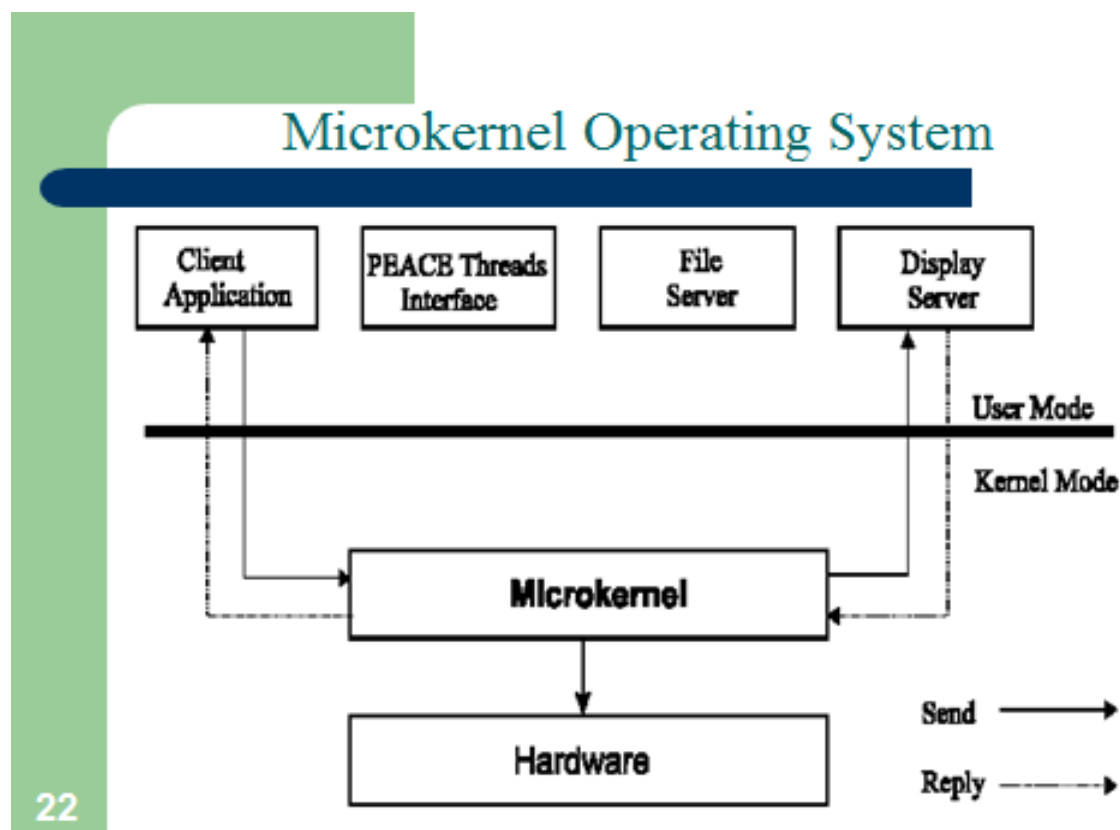 Microkernel Operating System
Client
Application
PEACE Threads
Interface
File
Server
Display
Server
User Mode
Kernel Mode
Microkernel
Hardware
Send
Reply
22